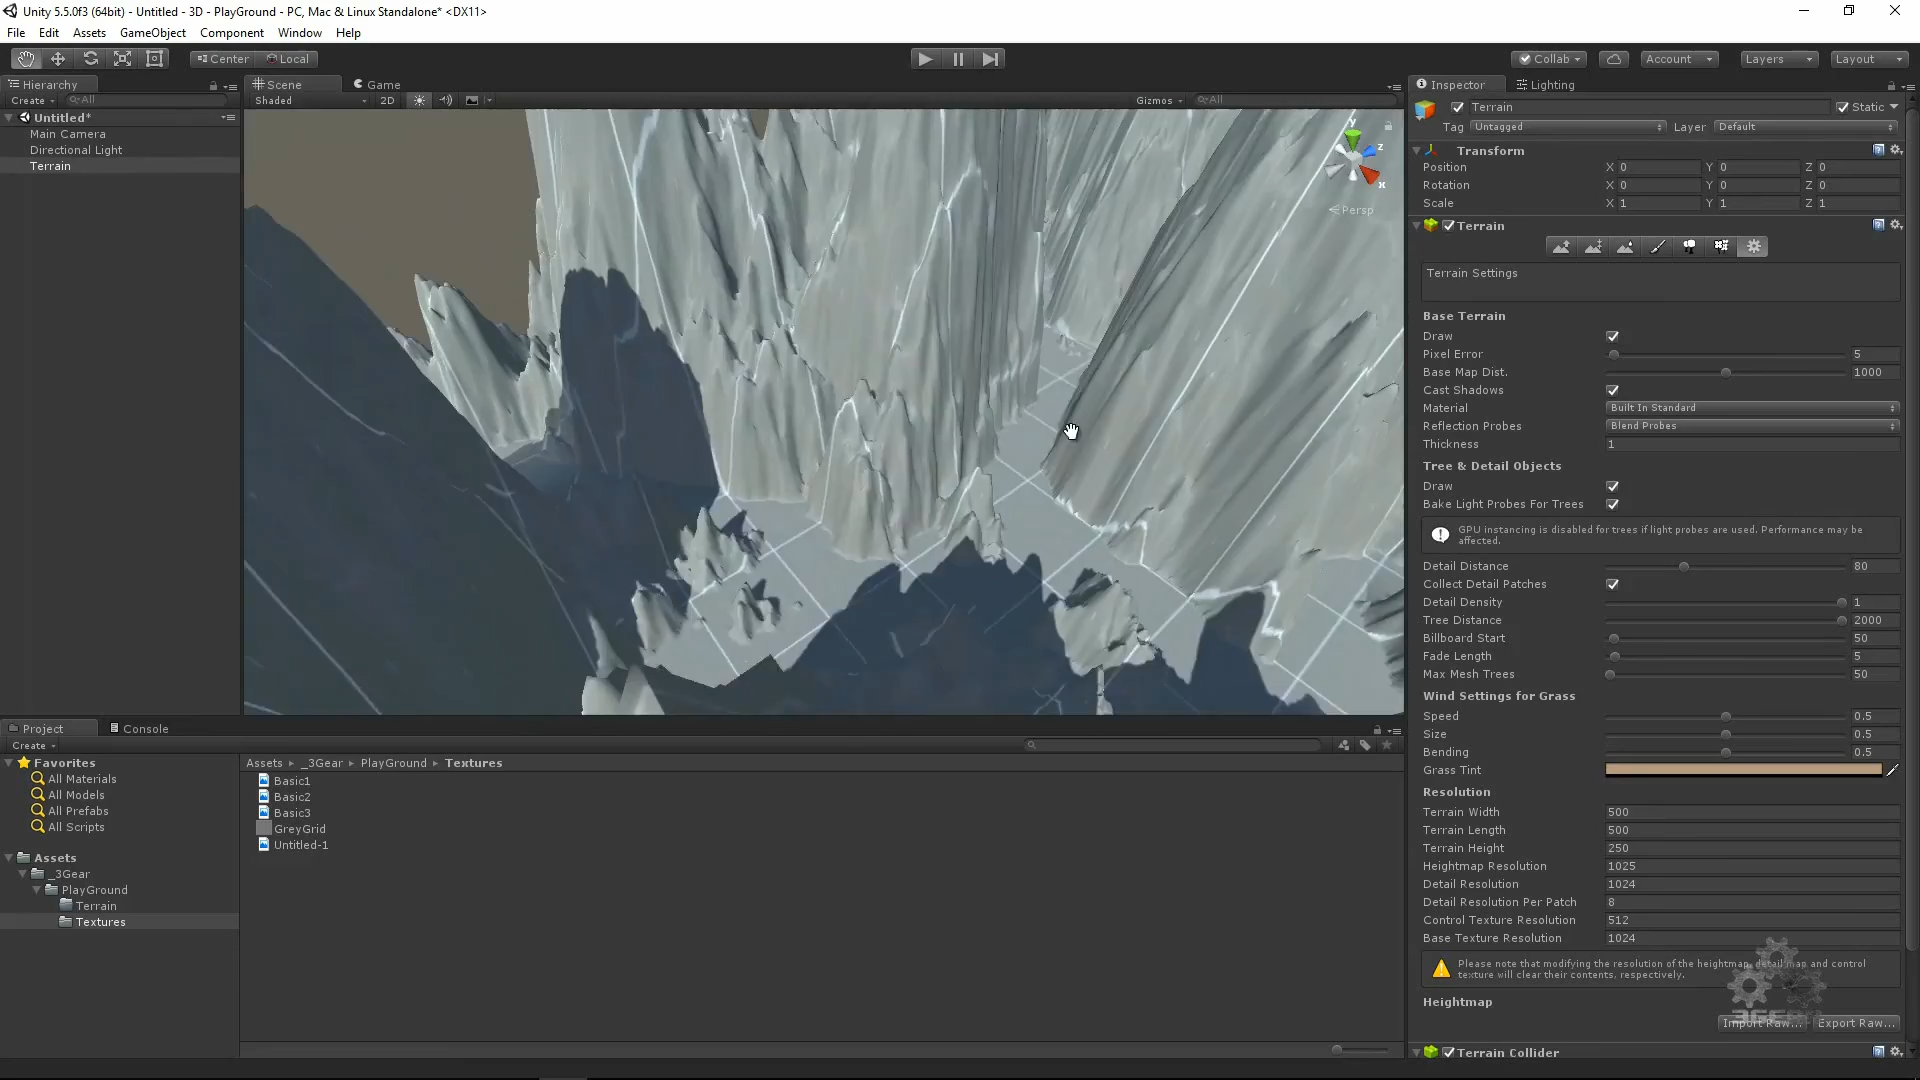 Unity 5.5.0f3 (64bit) - Untitled - 3D - PlayGround - PC, Mac & Linux Standalone* <DX11>
File Edit Assets GameObject Component Window Help
Center Local Collab Account Layers Layout
Hierarchy
Create All
Untitled*
Main Camera
Directional Light
Terrain
Scene Game
Shaded 2D Gizmos All
y
z
x
Persp
Inspector Lighting
Terrain Static
Tag Untagged Layer Default
Transform
Position X 0 Y 0 Z 0
Rotation X 0 Y 0 Z 0
Scale X 1 Y 1 Z 1
Terrain
Terrain Settings
Base Terrain
Draw
Pixel Error 5
Base Map Dist. 1000
Cast Shadows
Material Built In Standard
Reflection Probes Blend Probes
Thickness 1
Tree & Detail Objects
Draw
Bake Light Probes For Trees
GPU instancing is disabled for trees if light probes are used. Performance may be
affected.
Detail Distance 80
Collect Detail Patches
Detail Density 1
Tree Distance 2000
Billboard Start 50
Fade Length 5
Max Mesh Trees 50
Wind Settings for Grass
Speed 0.5
Size 0.5
Bending 0.5
Grass Tint
Resolution
Terrain Width 500
Terrain Length 500
Terrain Height 250
Heightmap Resolution 1025
Detail Resolution 1024
Detail Resolution Per Patch 8
Control Texture Resolution 512
Base Texture Resolution 1024
Please note that modifying the resolution of the heightmap, detail map and control
texture will clear their contents, respectively.
Heightmap
Import Raw... Export Raw...
Terrain Collider
Project Console
Create
Favorites
All Materials
All Models
All Prefabs
All Scripts
Assets
_3Gear
PlayGround
Terrain
Textures
Assets _3Gear PlayGround Textures
Basic1
Basic2
Basic3
GreyGrid
Untitled-1